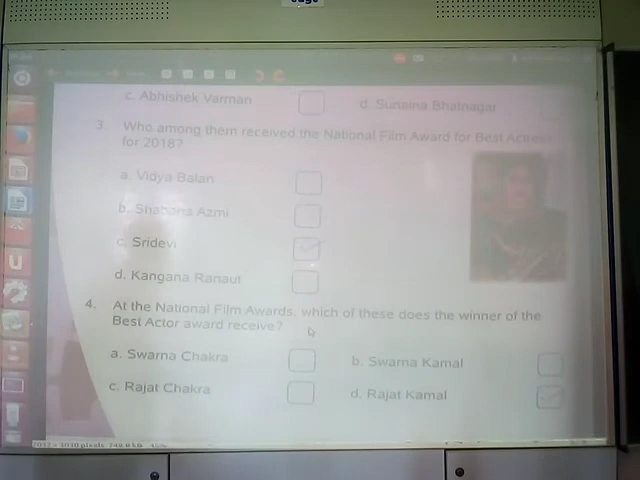 c. Abhishek Varman
d. Sunaina Bhatnagar
3. Who among them received the National Film Award for Best Actress
for 2018?
a. Vidya Balan
b. Shabana Azmi
c. Sridevi
d. Kangana Ranaut
4. At the National Film Awards, which of these does the winner of the
Best Actor award receive?
a. Swarna Chakra
b. Swarna Kamal
c. Rajat Chakra
d. Rajat Kamal